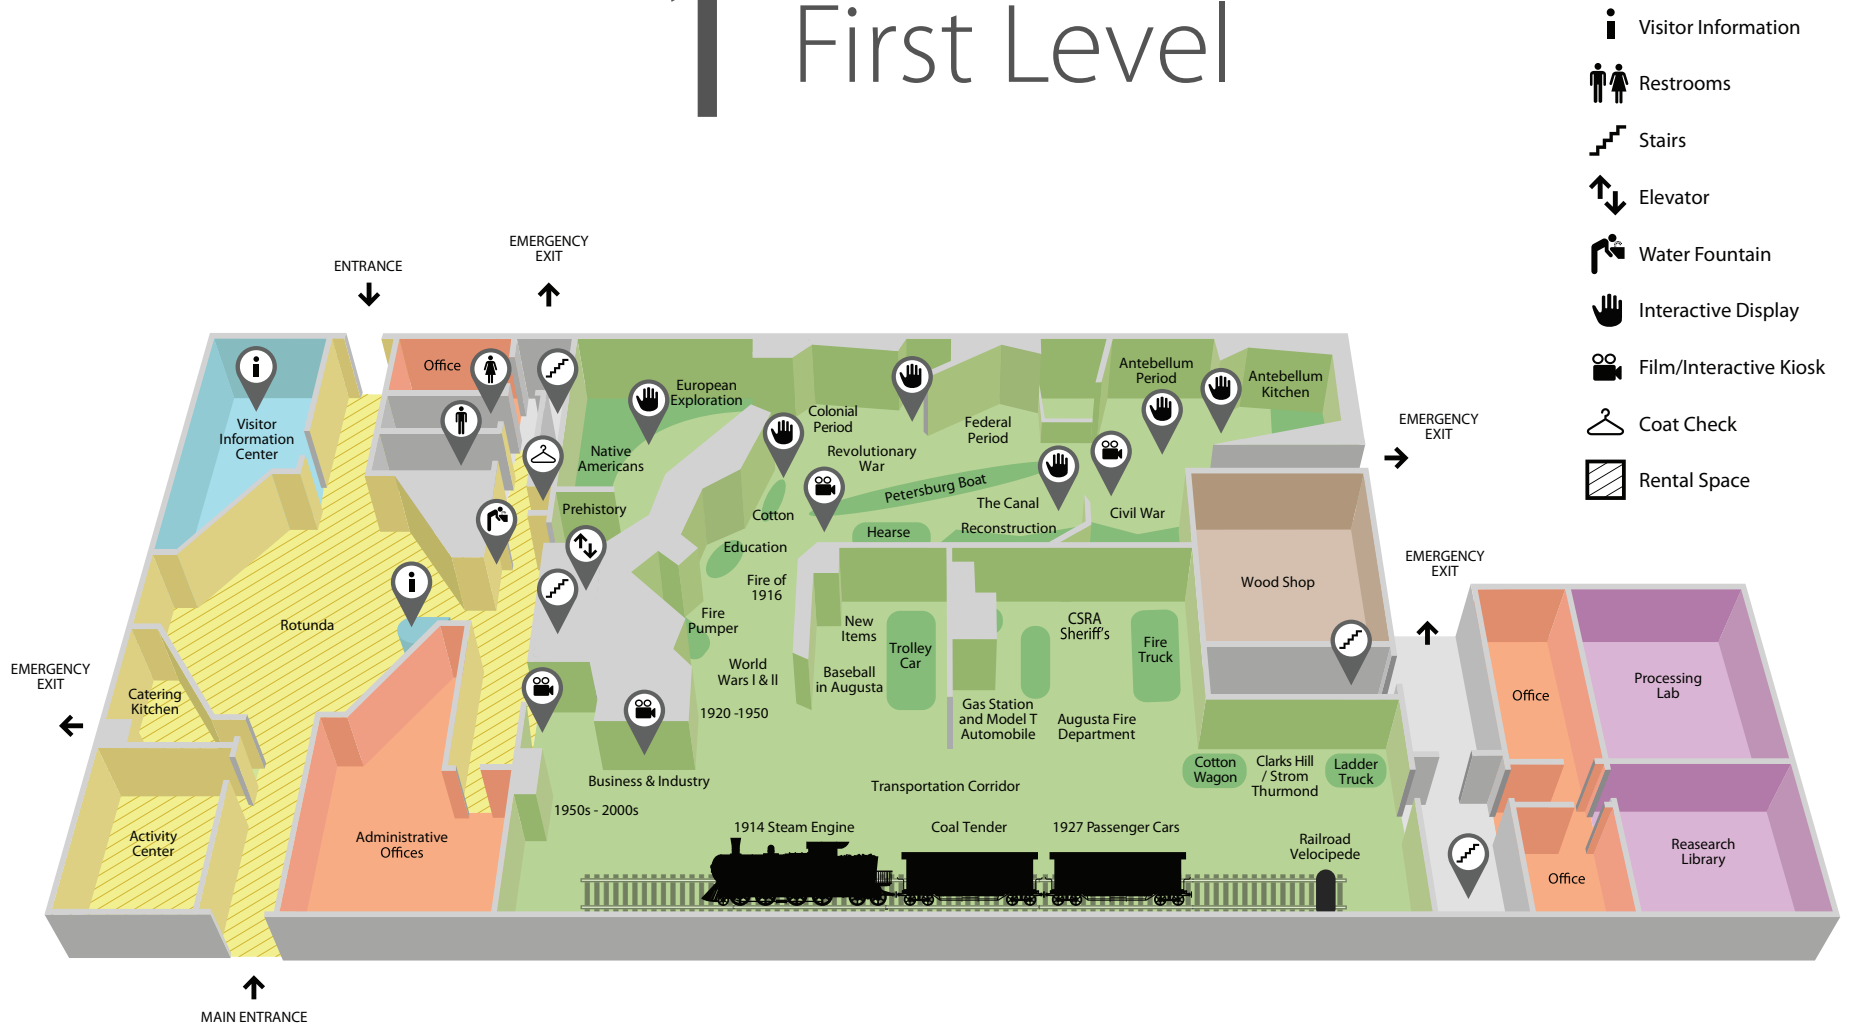 1 First Level
Visitor Information
Restrooms
Stairs
Elevator
Water Fountain
Interactive Display
Film/Interactive Kiosk
Coat Check
Rental Space
EMERGENCY
EXIT
ENTRANCE
Office
European
Exploration
Antebellum
Period
Antebellum
Kitchen
Colonial
Period
Federal
Period
EMERGENCY
EXIT
Visitor
Information
Center
Native
Americans
Revolutionary
War
Petersburg Boat
The Canal
Prehistory
Cotton
Civil War
Reconstruction
Hearse
Education
EMERGENCY
EXIT
Fire of
1916
Wood Shop
Rotunda
Fire
Pumper
New
Items
CSRA
Sheriff's
Trolley
Car
Fire
Truck
EMERGENCY
EXIT
World
Wars I & II
Baseball
in Augusta
Catering
Kitchen
Office
Processing
Lab
1920 -1950
Gas Station
and Model T
Automobile
Augusta Fire
Department
Cotton
Wagon
Clarks Hill
/ Strom
Thurmond
Ladder
Truck
Business & Industry
Transportation Corridor
1950s - 2000s
Activity
Center
Administrative
Offices
1914 Steam Engine
Coal Tender
1927 Passenger Cars
Railroad
Velocipede
Reasearch
Library
Office
MAIN ENTRANCE